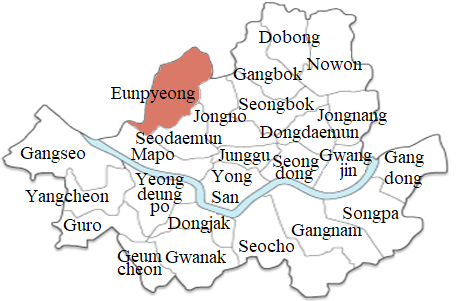 Dobong
Nowon
Gangbok
Eunpyeong
Seongbok
Jongno
Jongnang
Dongdaemun
Seodaemun
Gangseo
Mapo
Junggu
Seong
dong
Gwang
jin
Gang
dong
Yangcheon
Yeong
deung
po
Yong
San
Songpa
Guro
Dongjak
Gangnam
Seocho
Geum
cheon
Gwanak